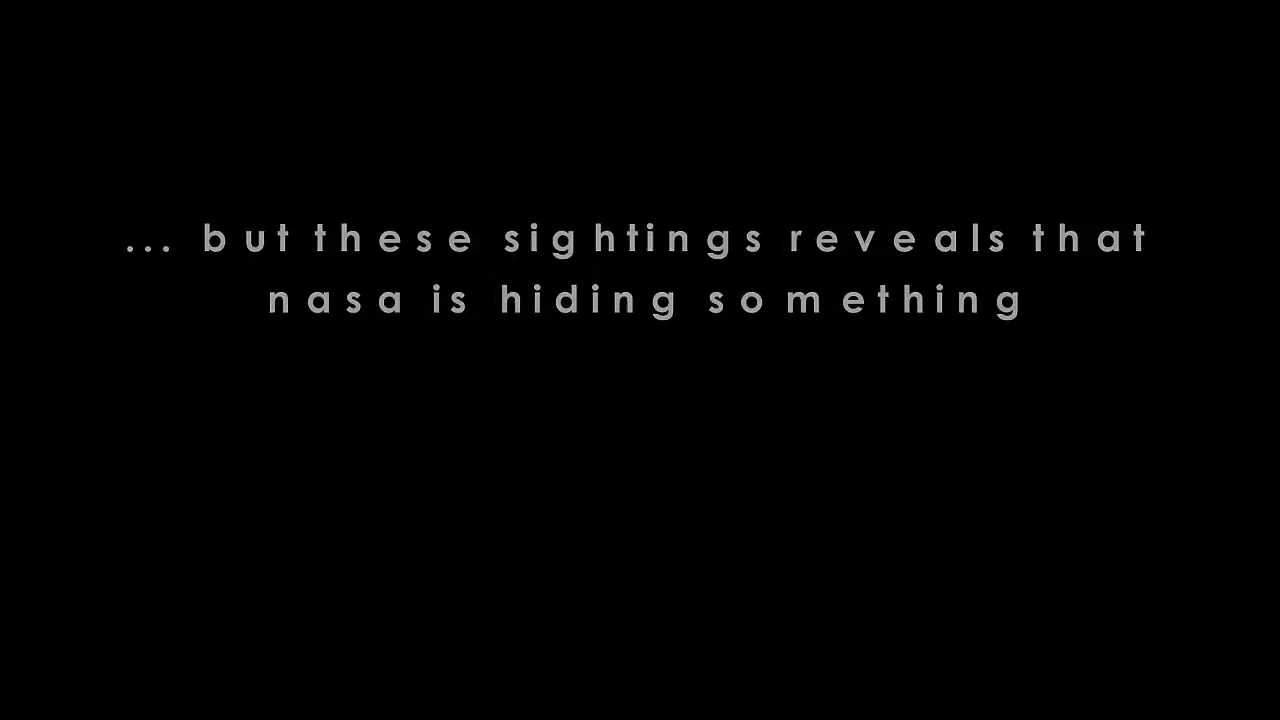 ... but these sightings reveals that
nasa is hiding something